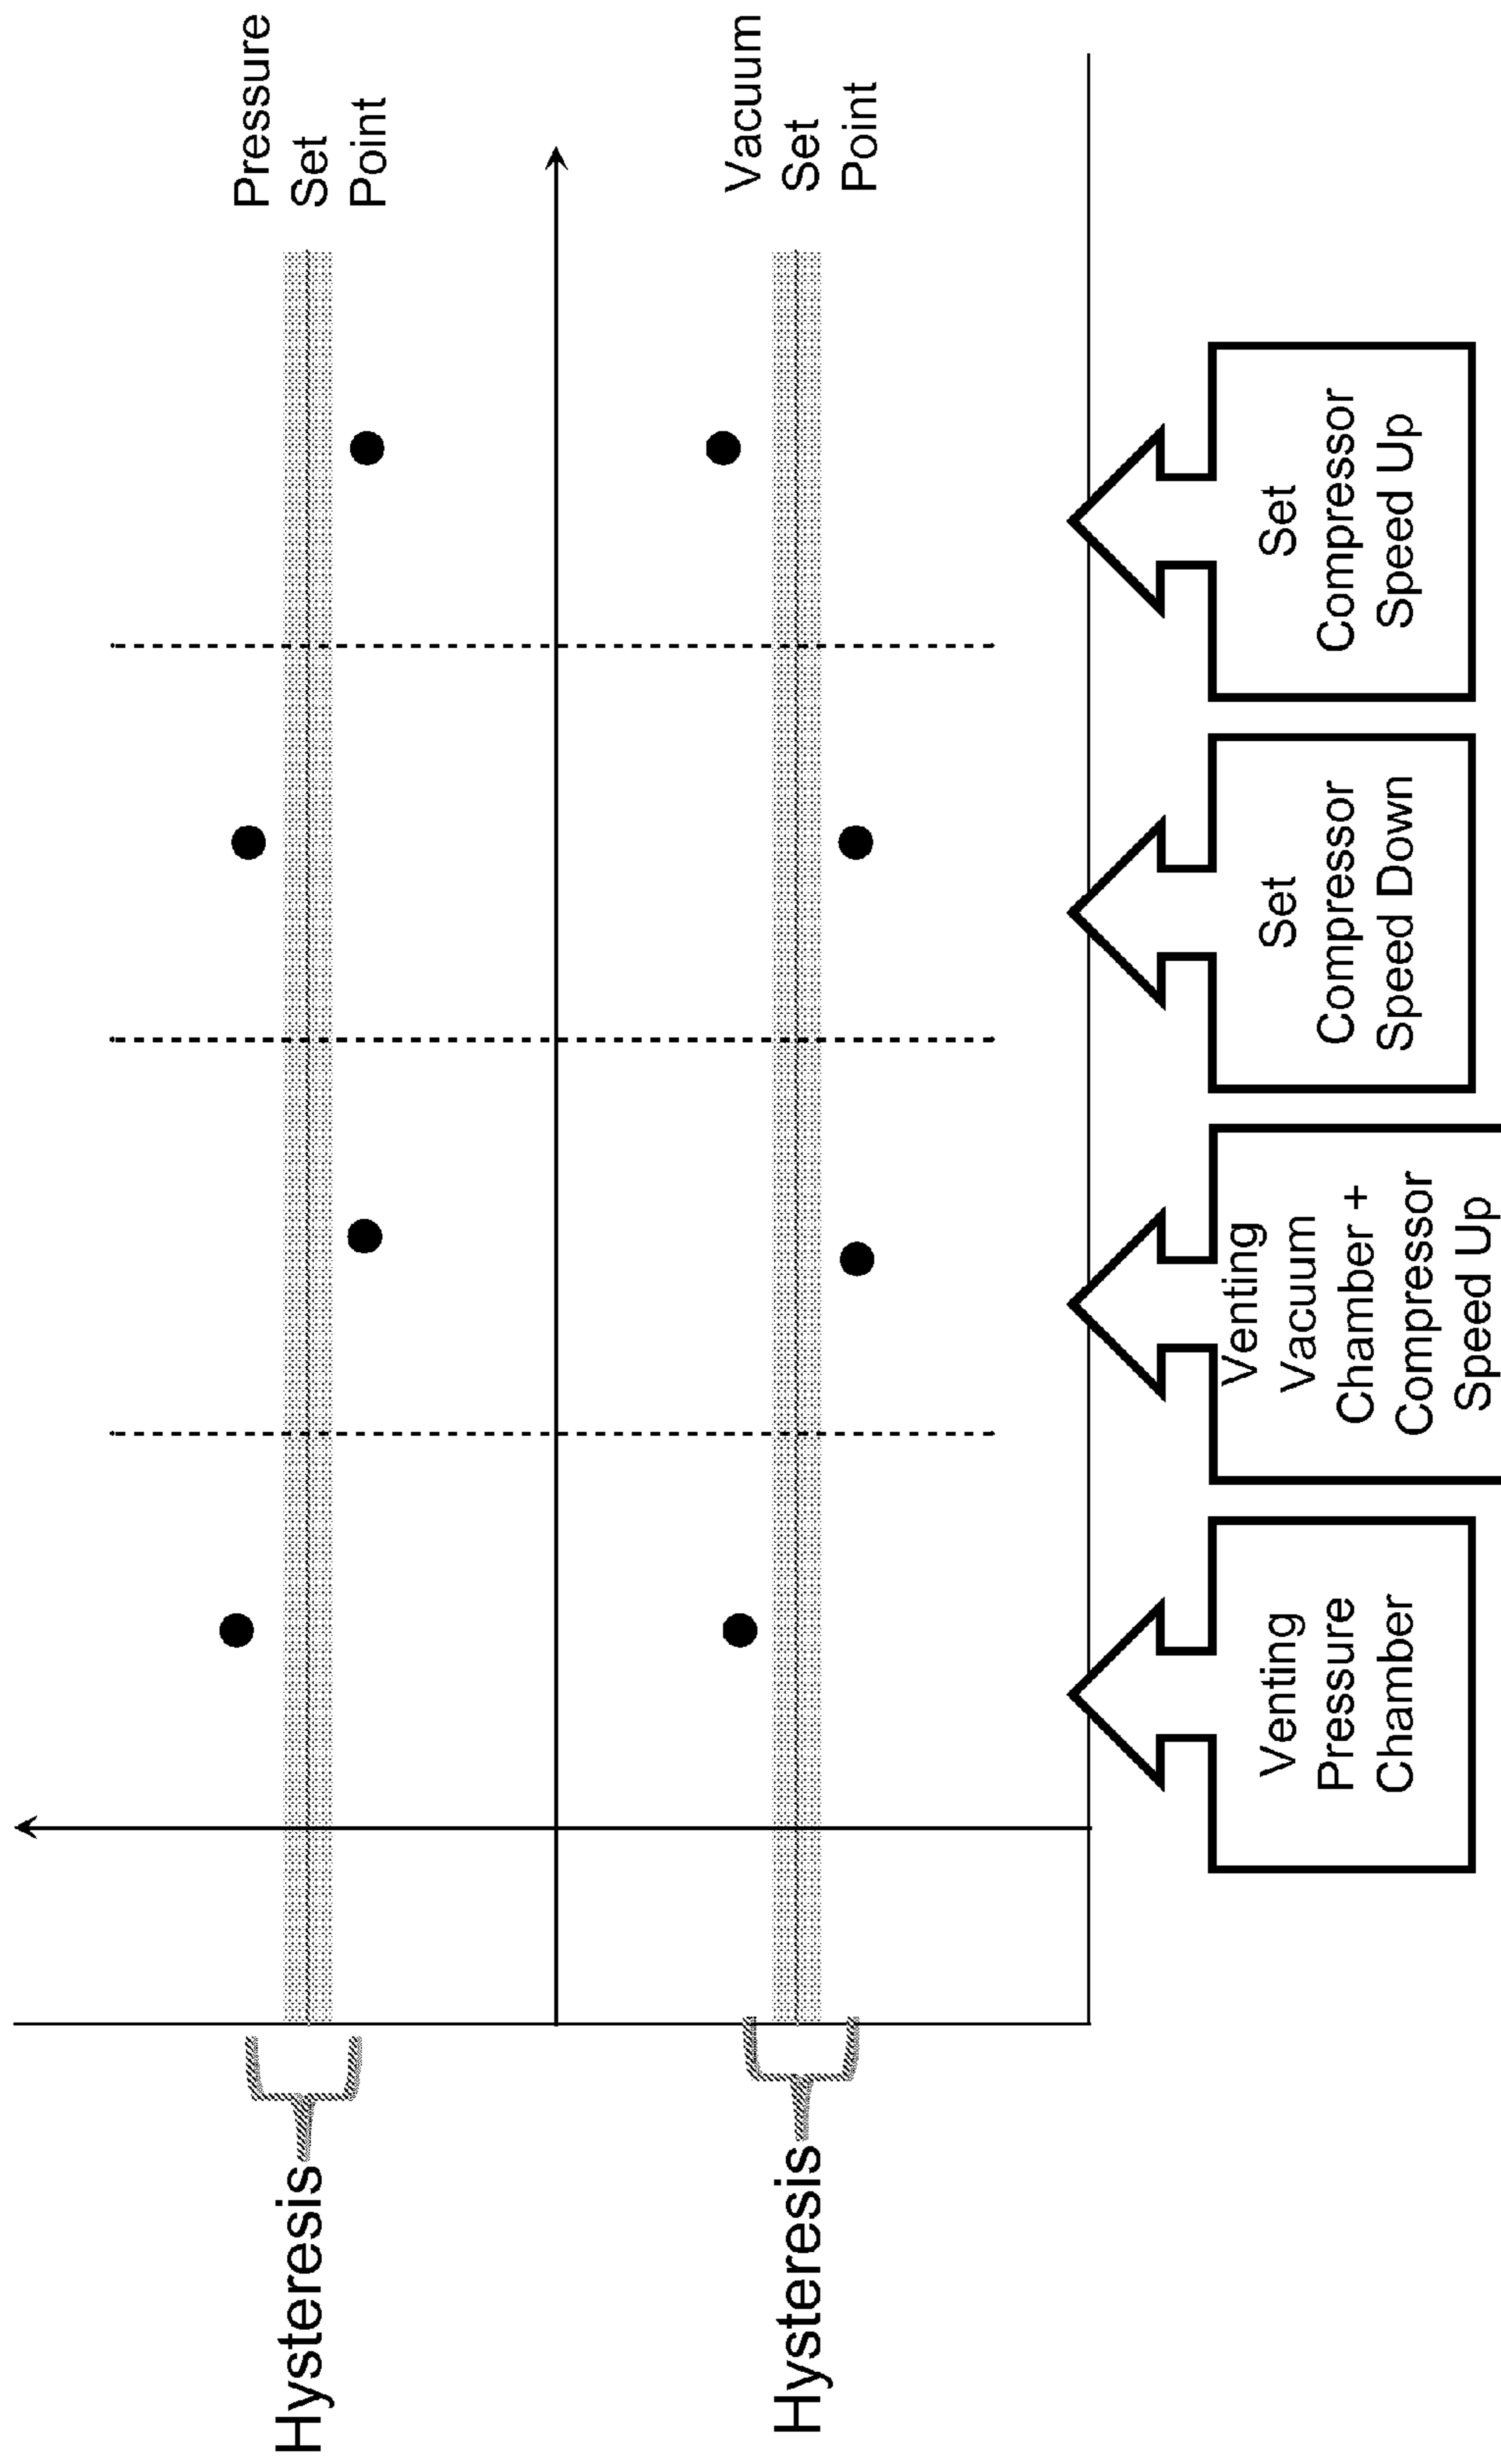 Hysteresis
Pressure
Set
Point
Hysteresis
Vacuum
Set
Point
Venting
Pressure
Chamber
Venting
Vacuum
Chamber +
Compressor
Speed Up
Set
Compressor
Speed Down
Set
Compressor
Speed Up